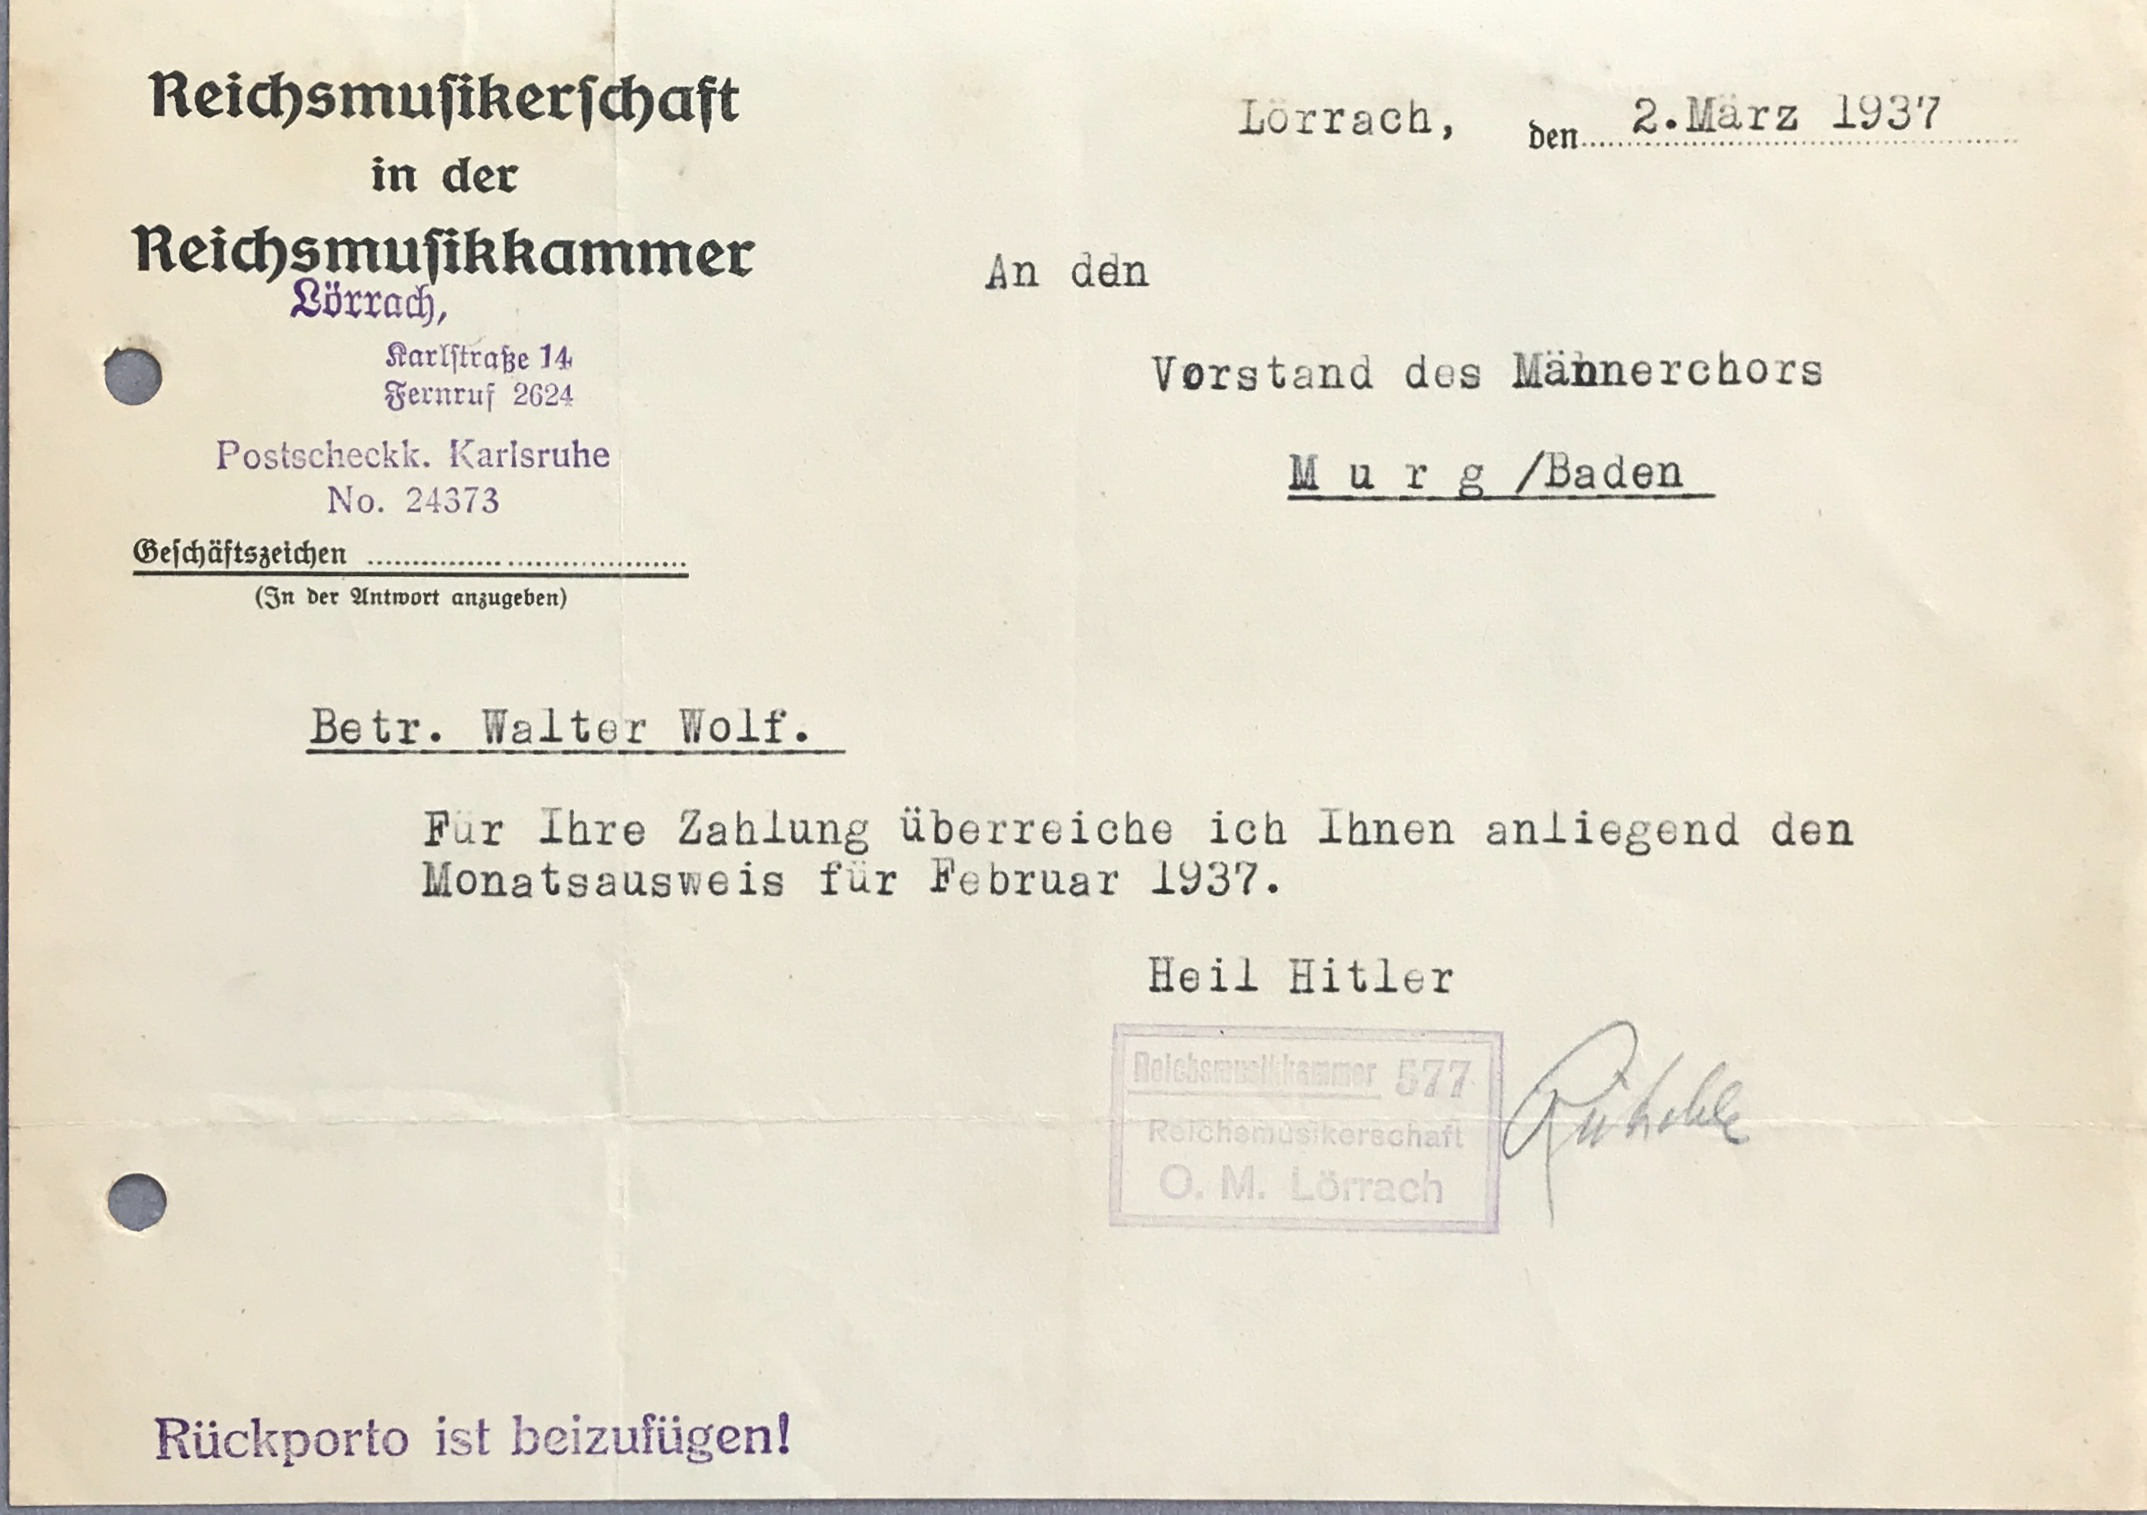 Reichsmusikerschaft
in der
Reichsmusikkammer
Lörrach,
Karlstraße 14
Fernruf 2624
Postscheckk. Karlsruhe
No. 24373
Geschäftszeichen
(In der Antwort anzugeben)
Lörrach, den 2.März 1937
An den
Vorstand des Männerchors
M u r g /Baden
Betr. Walter Wolf.
Für Ihre Zahlung überreiche ich Ihnen anliegend den
Monatsausweis für Februar 1937.
Heil Hitler
Reichsmusikkammer 577
Reichsmusikerschaft
O. M. Lörrach
Rückporto ist beizufügen!